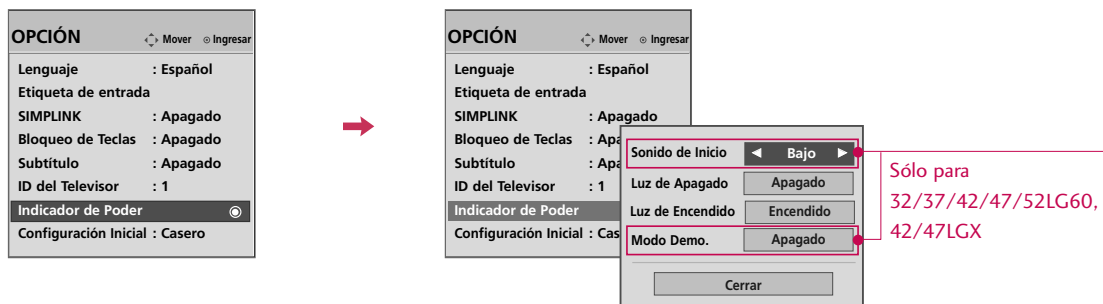 OPCIÓN Mover Ingresar
Lenguaje : Español
Etiqueta de entrada
SIMPLINK : Apagado
Bloqueo de Teclas : Apagado
Subtítulo : Apagado
ID del Televisor : 1
Indicador de Poder
Configuración Inicial : Casero
OPCIÓN Mover Ingresar
Lenguaje : Español
Etiqueta de entrada
SIMPLINK : Apagado
Bloqueo de Teclas : Apa
Subtítulo : Apa
ID del Televisor : 1
Indicador de Poder
Configuración Inicial : Cas
Sonido de Inicio ◀ Bajo ▶
Luz de Apagado Apagado
Luz de Encendido Encendido
Modo Demo. Apagado
Cerrar
Sólo para
32/37/42/47/52LG60,
42/47LGX